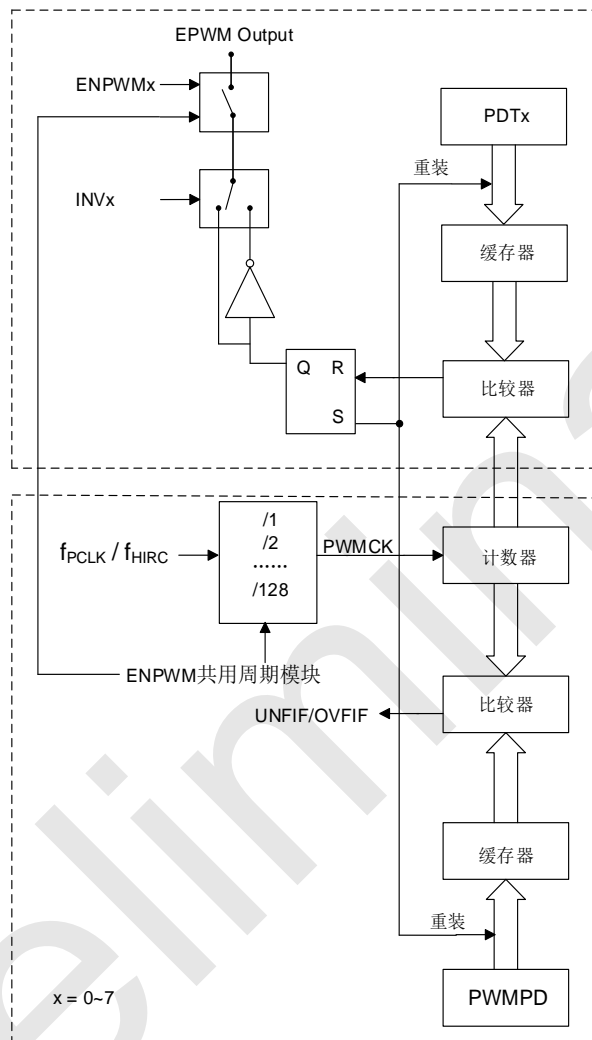 EPWM Output
ENPWMx
PDTx
重装
INVx
缓存器
Q R
S
比较器
/1
/2
......
/128
fPCLK / fHIRC
PWMCK
计数器
ENPWM共用周期模块
比较器
UNFIF/OVFIF
缓存器
重装
x = 0~7
PWMPD
elimina